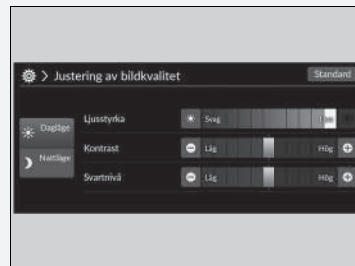 > Justering av bildkvalitet
Standard
Dagläge
Nattläge
Ljusstyrka
Svag
Kontrast
Låg
Hög
Svartnivå
Låg
Hög